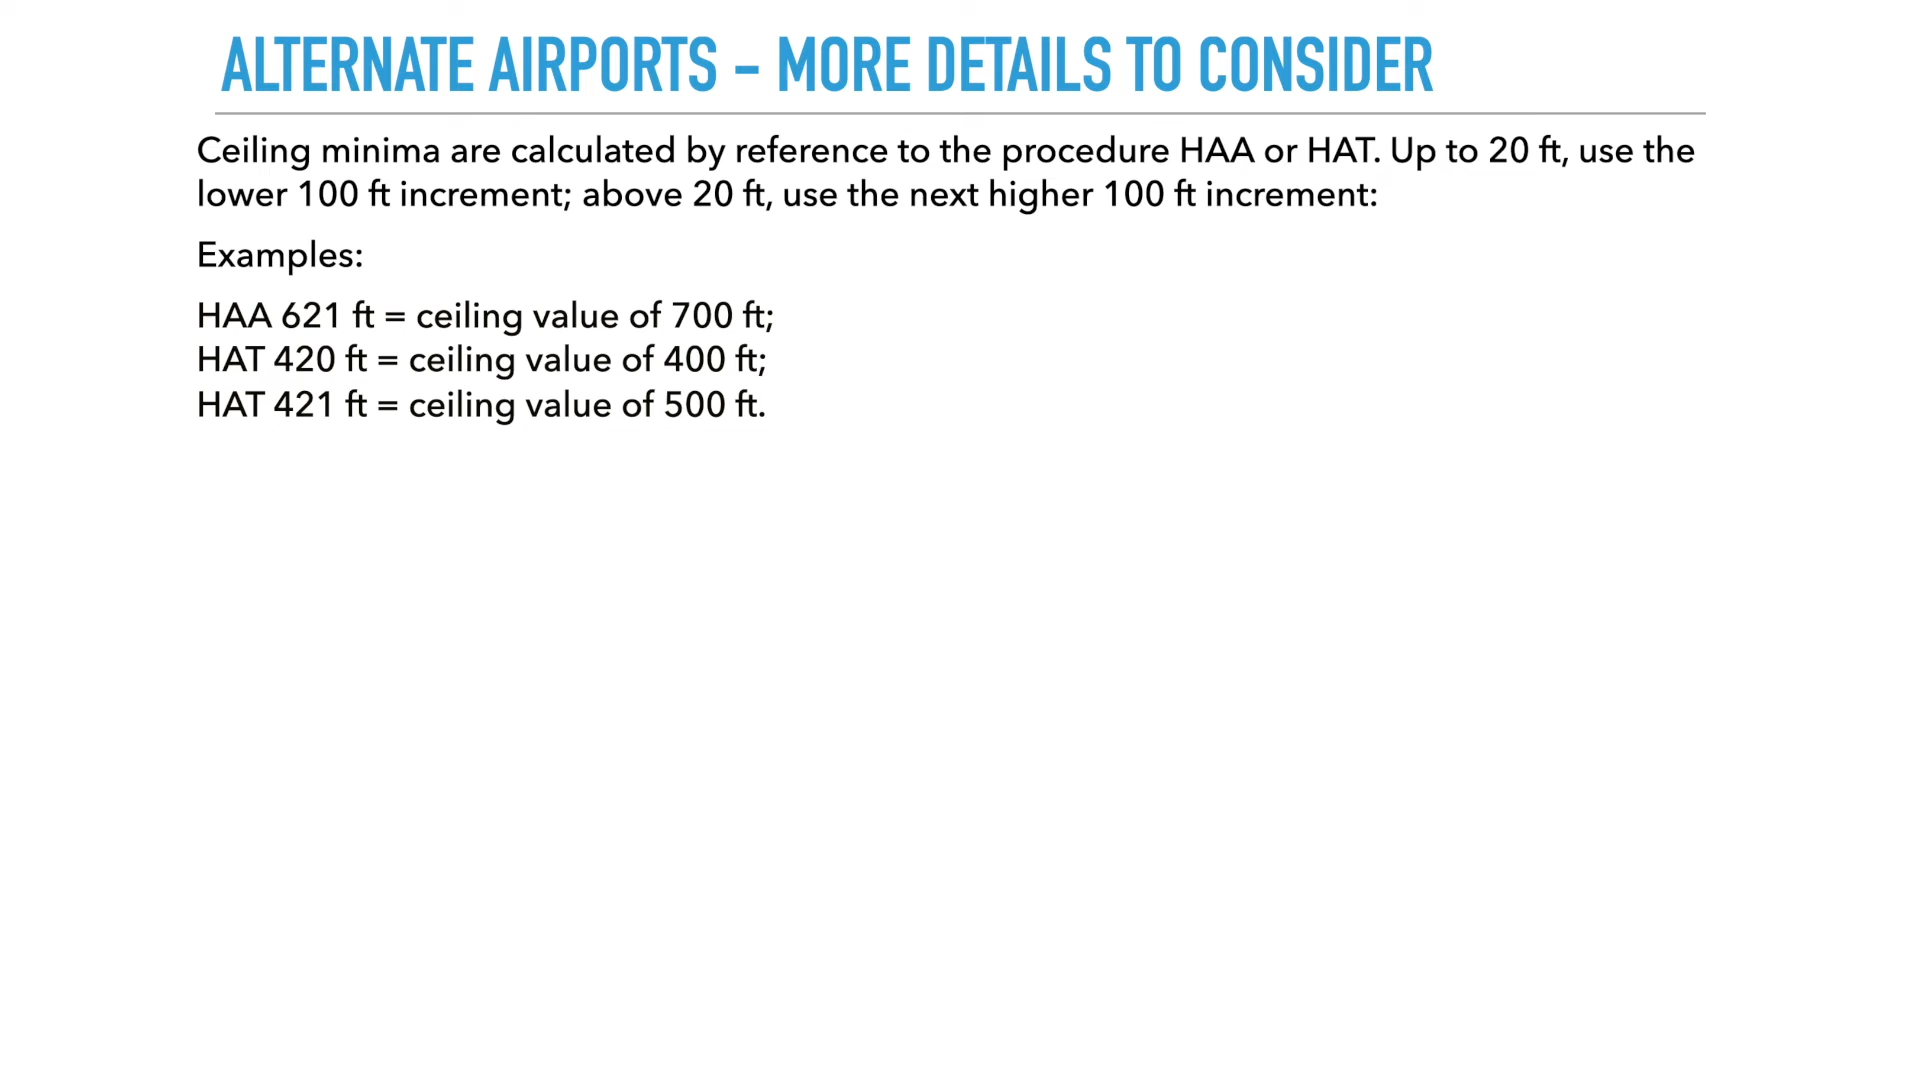 ALTERNATE AIRPORTS - MORE DETAILS TO CONSIDER
Ceiling minima are calculated by reference to the procedure HAA or HAT. Up to 20 ft, use the
lower 100 ft increment; above 20 ft, use the next higher 100 ft increment:
Examples:
HAA 621 ft = ceiling value of 700 ft;
HAT 420 ft = ceiling value of 400 ft;
HAT 421 ft = ceiling value of 500 ft.